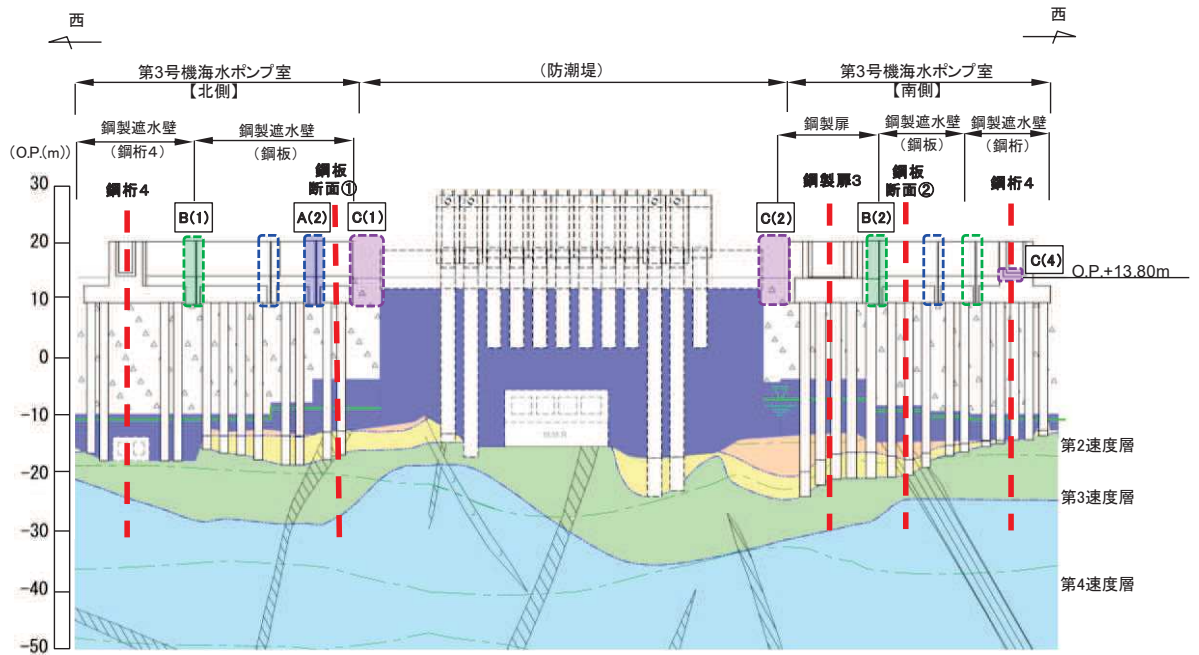 西
西
第3号機海水ポンプ室
【北側】
(防潮堤)
第3号機海水ポンプ室
【南側】
鋼製遮水壁
(鋼桁4)
鋼製遮水壁
(鋼板)
鋼製扉
鋼製遮水壁
(鋼板)
鋼製遮水壁
(鋼桁)
(O.P.(m))
鋼桁4
鋼板
断面①
鋼製扉3
鋼板
断面②
鋼桁4
B(1)
A(2)
C(1)
C(2)
B(2)
C(4)
O.P.+13.80m
30
20
10
0
-10
-20
-30
-40
-50
第2速度層
第3速度層
第4速度層